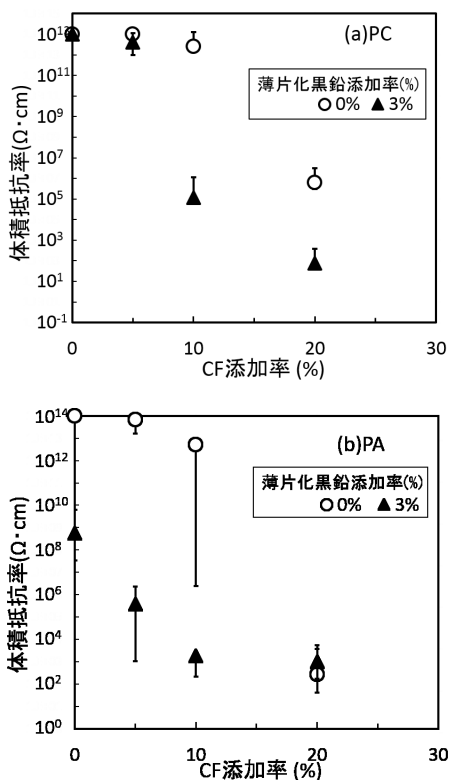 (a)PC
薄片化黒鉛添加率(%)
○0% ▲3%
体積抵抗率(Ω・cm)
10¹³
10¹¹
10⁹
10⁷
10⁵
10³
10¹
10⁻¹
0 10 20 30
CF添加率 (%)
(b)PA
薄片化黒鉛添加率(%)
○0% ▲3%
体積抵抗率(Ω・cm)
10¹⁴
10¹²
10¹⁰
10⁸
10⁶
10⁴
10²
10⁰
0 10 20 30
CF添加率 (%)